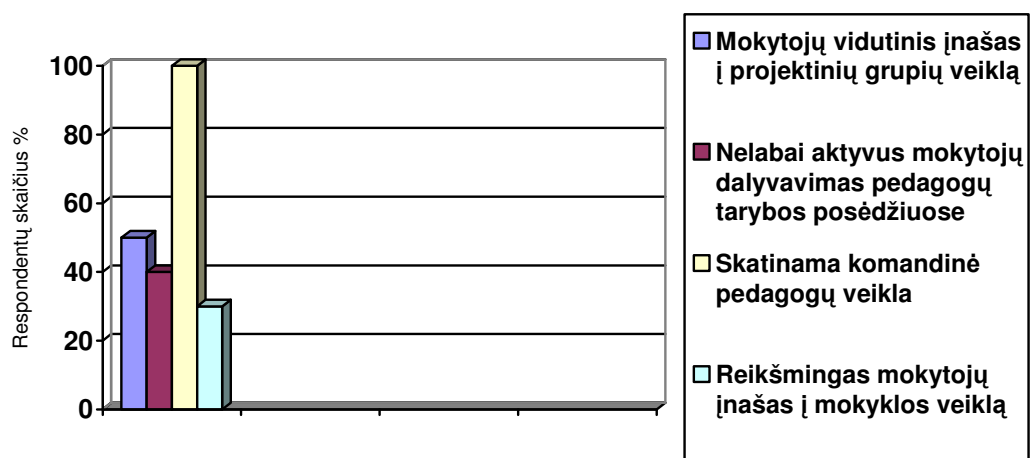 Respondentų skaičius %
100
80
60
40
20
0
Mokytojų vidutinis įnašas
į projektinių grupių veiklą
Nelabai aktyvus mokytojų
dalyvavimas pedagogų
tarybos posėdžiuose
Skatinama komandinė
pedagogų veikla
Reikšmingas mokytojų
įnašas į mokyklos veiklą